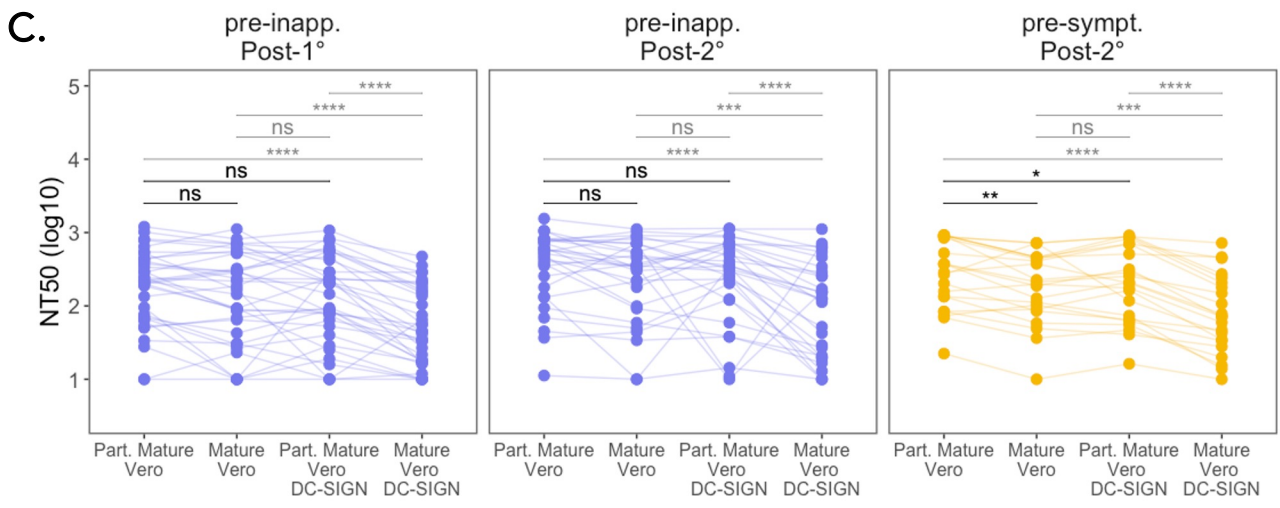 C.
pre-inapp.
Post-1°
pre-inapp.
Post-2°
pre-sympt.
Post-2°
NT50 (log10)
5
4
3
2
1
****
****
ns
****
ns
ns
****
***
ns
****
ns
ns
****
***
ns
****
*
**
Part. Mature
Vero
Mature
Vero
Part. Mature
Vero
DC-SIGN
Mature
Vero
DC-SIGN
Part. Mature
Vero
Mature
Vero
Part. Mature
Vero
DC-SIGN
Mature
Vero
DC-SIGN
Part. Mature
Vero
Mature
Vero
Part. Mature
Vero
DC-SIGN
Mature
Vero
DC-SIGN